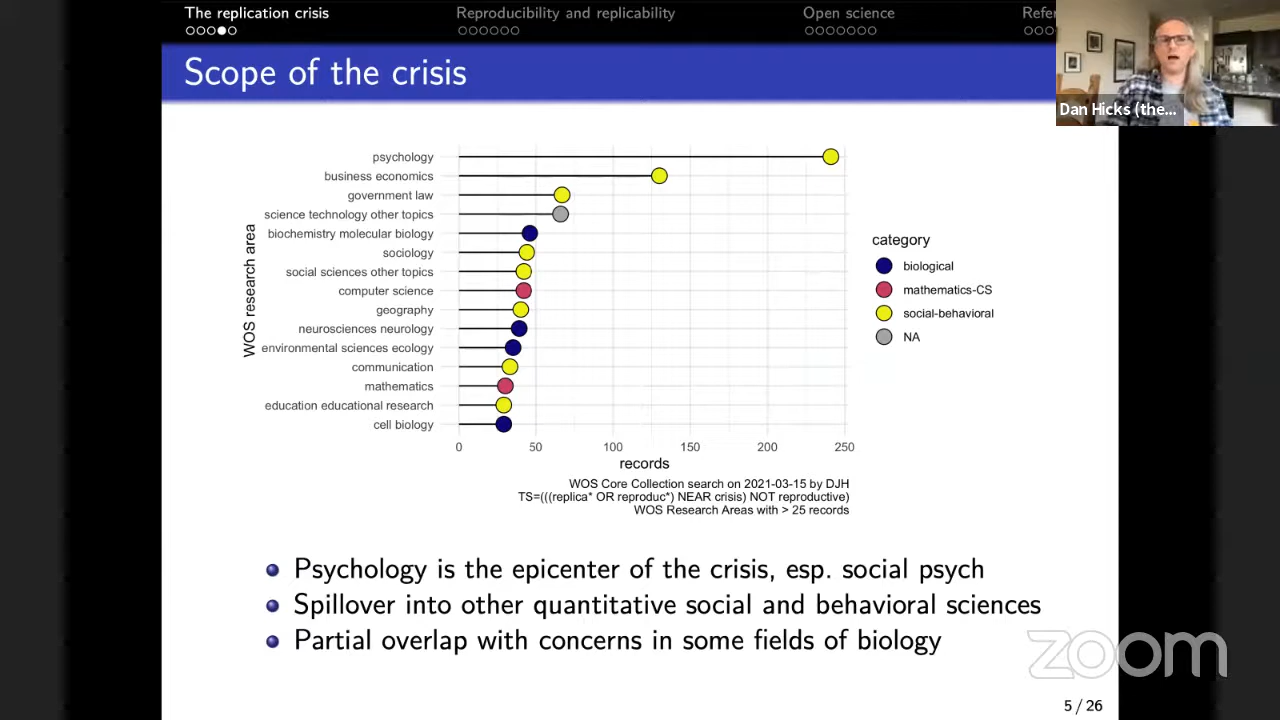 The replication crisis
Reproducibility and replicability
Open science
Refer
Scope of the crisis
Dan Hicks (the...
psychology
business economics
government law
science technology other topics
biochemistry molecular biology
sociology
social sciences other topics
computer science
geography
neurosciences neurology
environmental sciences ecology
communication
mathematics
education educational research
cell biology
WOS research area
0 50 100 150 200 250
records
category
biological
mathematics-CS
social-behavioral
NA
WOS Core Collection search on 2021-03-15 by DJH
TS=(((replica* OR reproduc*) NEAR crisis) NOT reproductive)
WOS Research Areas with > 25 records
Psychology is the epicenter of the crisis, esp. social psych
Spillover into other quantitative social and behavioral sciences
Partial overlap with concerns in some fields of biology
zoom
5 / 26